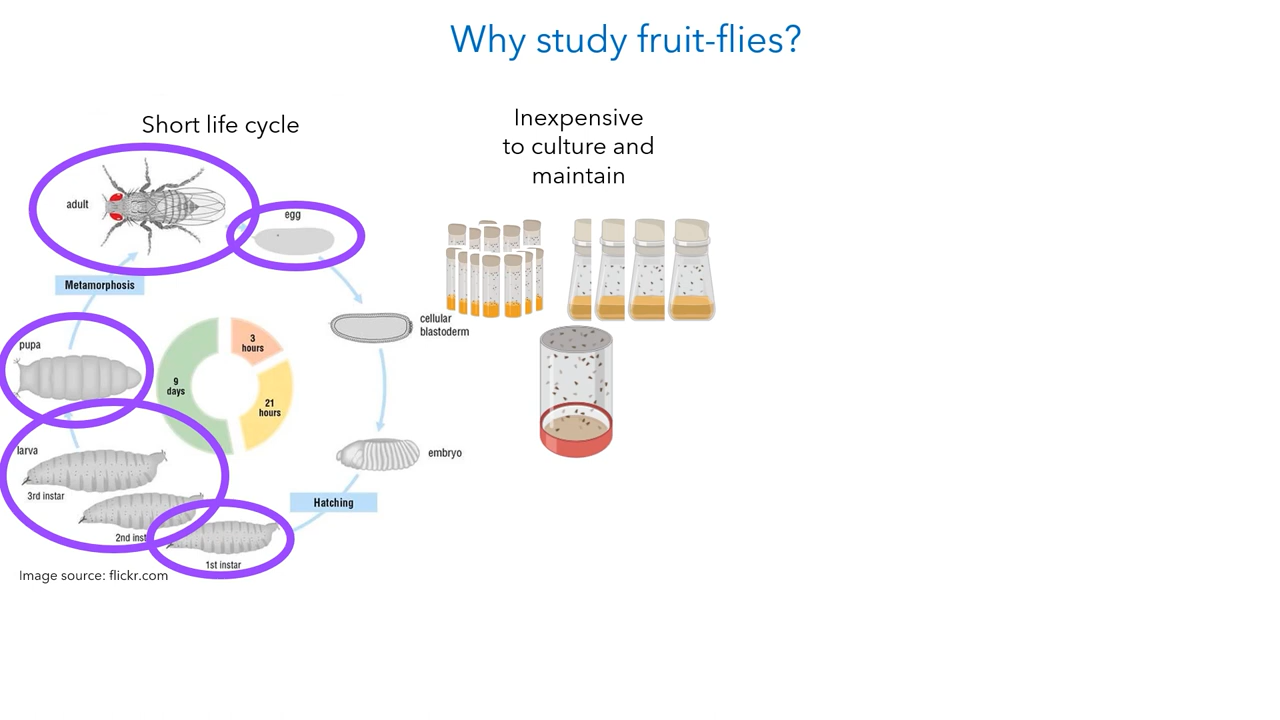 Why study fruit-flies?
Short life cycle
Inexpensive
to culture and
maintain
adult
egg
Metamorphosis
cellular
blastoderm
pupa
3
hours
9
days
21
hours
larva
embryo
3rd instar
Hatching
2nd inst
1st instar
Image source: flickr.com